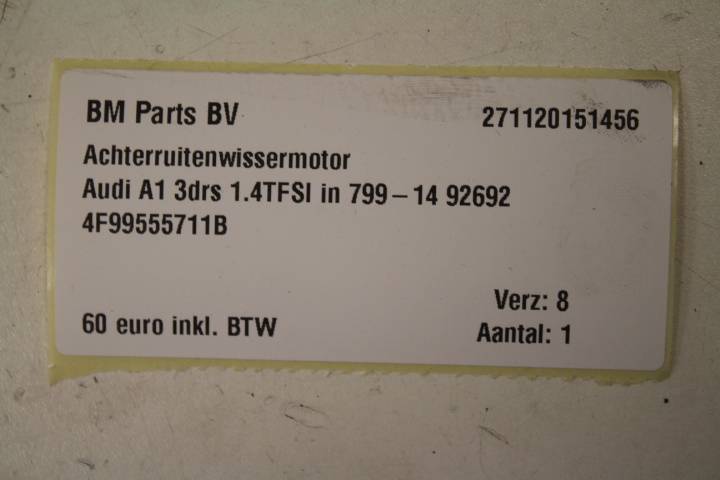 BM Parts BV 271120151456
Achterruitenwissermotor
Audi A1 3drs 1.4TFSI in 799-14 92692
4F99555711B
Verz: 8
60 euro inkl. BTW Aantal: 1